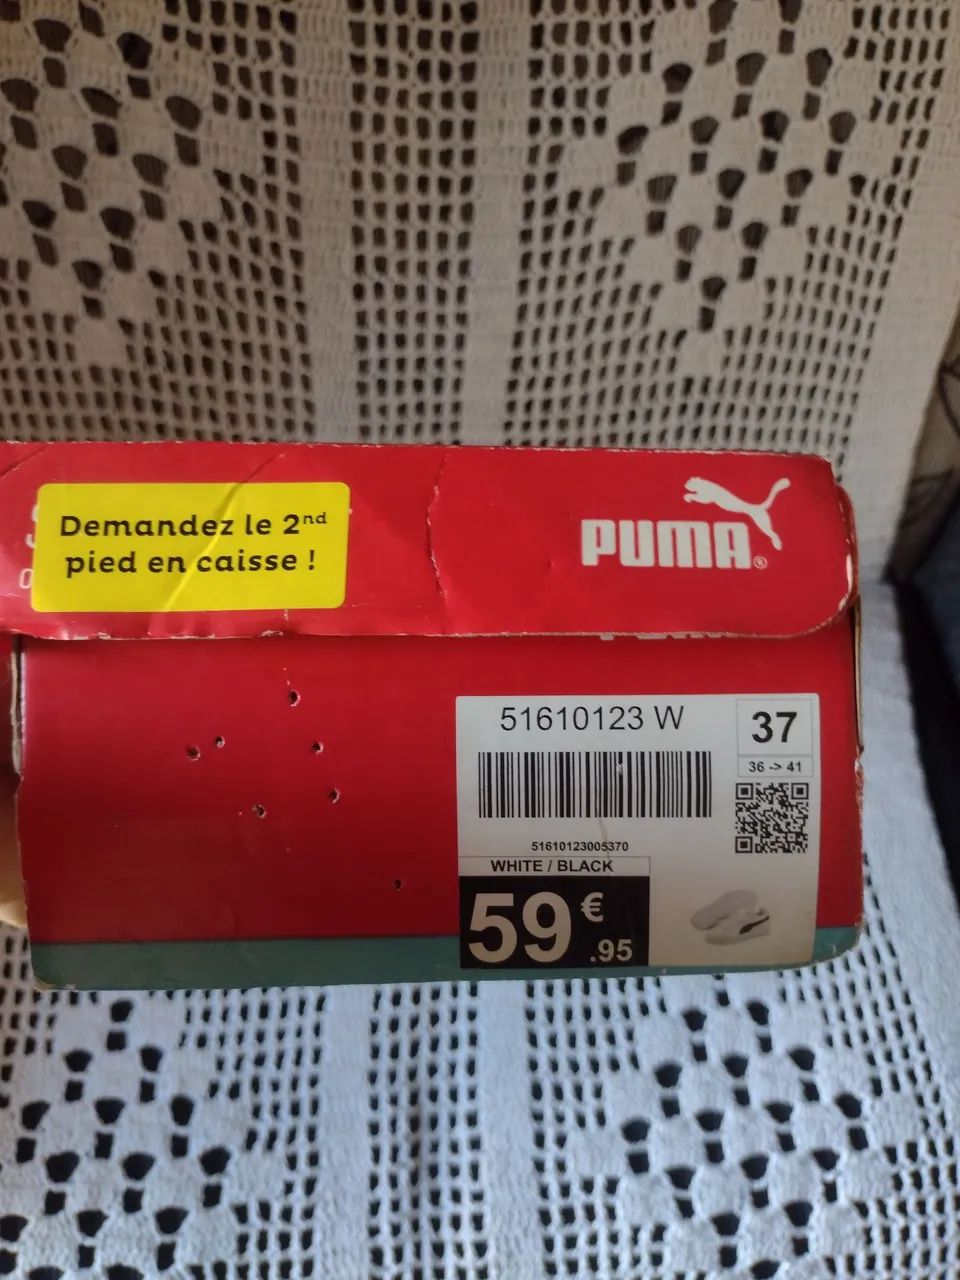 Demandez le 2nd
pied en caisse !
PUMA®
51610123 W
37
36 -> 41
51610123005370
WHITE / BLACK
59 €
.95